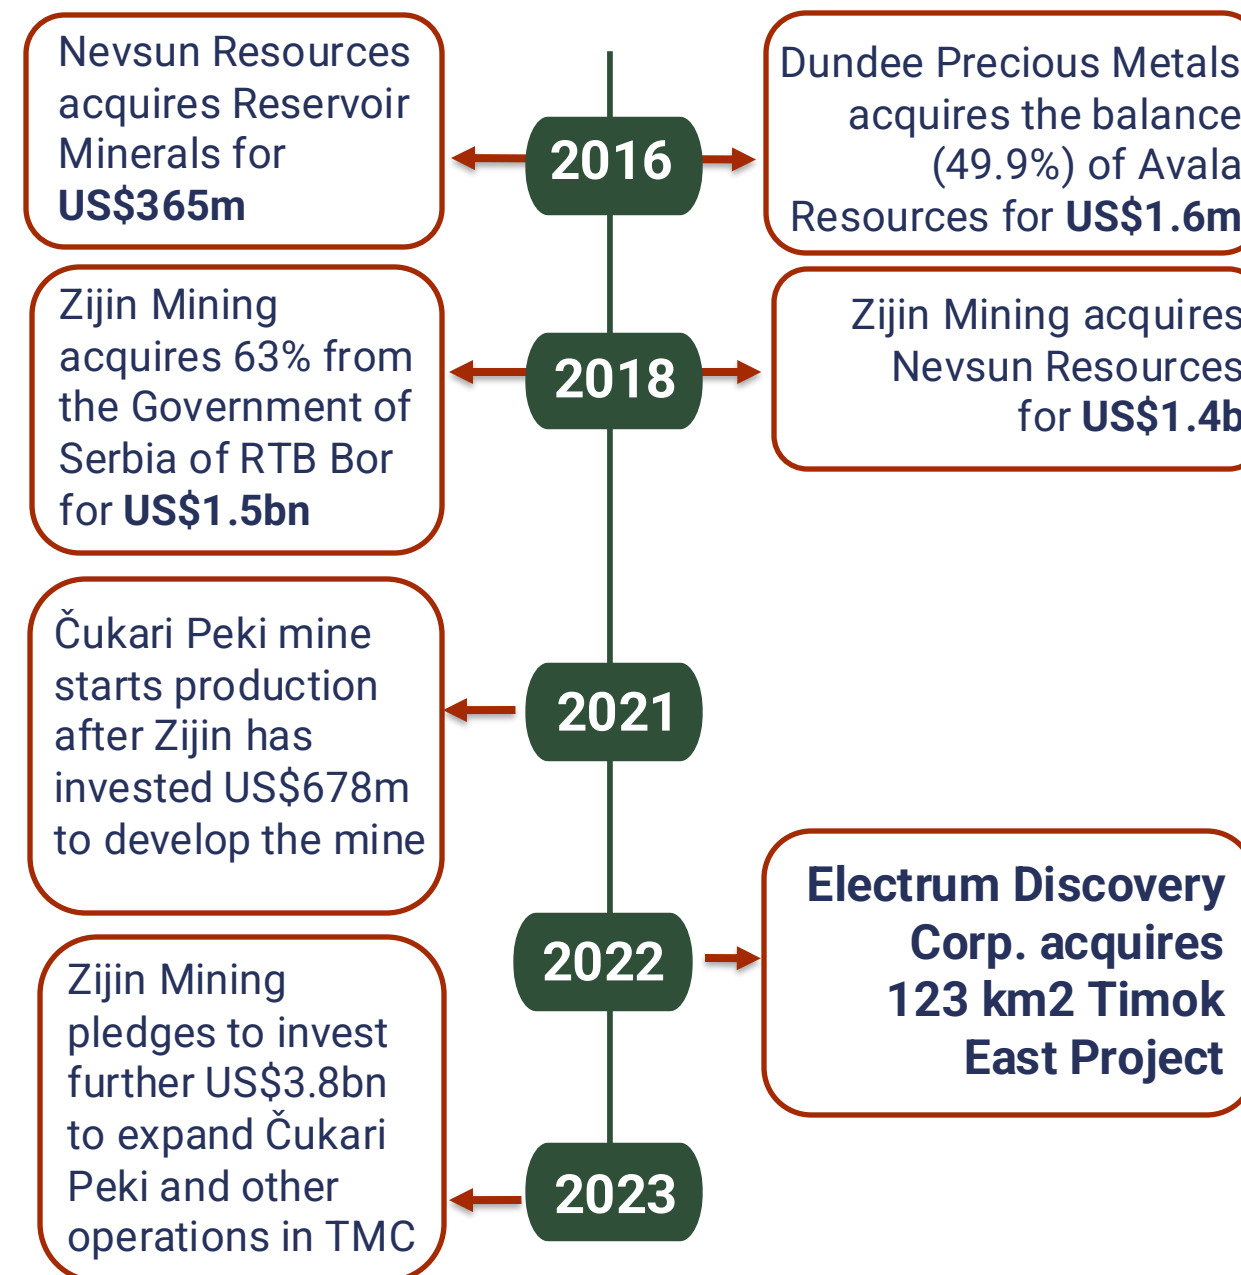 Nevsun Resources
acquires Reservoir
Minerals for
US$365m
2016
Dundee Precious Metals
acquires the balance
(49.9%) of Avala
Resources for US$1.6m
Zijin Mining
acquires 63% from
the Government of
Serbia of RTB Bor
for US$1.5bn
2018
Zijin Mining acquires
Nevsun Resources
for US$1.4b
Čukari Peki mine
starts production
after Zijin has
invested US$678m
to develop the mine
2021
2022
Electrum Discovery
Corp. acquires
123 km2 Timok
East Project
Zijin Mining
pledges to invest
further US$3.8bn
to expand Čukari
Peki and other
operations in TMC
2023